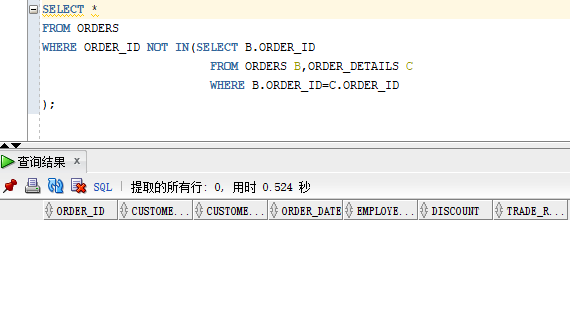 SELECT *
FROM ORDERS
WHERE ORDER_ID NOT IN(SELECT B.ORDER_ID
FROM ORDERS B,ORDER_DETAILS C
WHERE B.ORDER_ID=C.ORDER_ID
);
查询结果 x
SQL | 提取的所有行: 0, 用时 0.524 秒
ORDER_ID CUSTOME... CUSTOME... ORDER_DATE EMPLOYE... DISCOUNT TRADE_R...